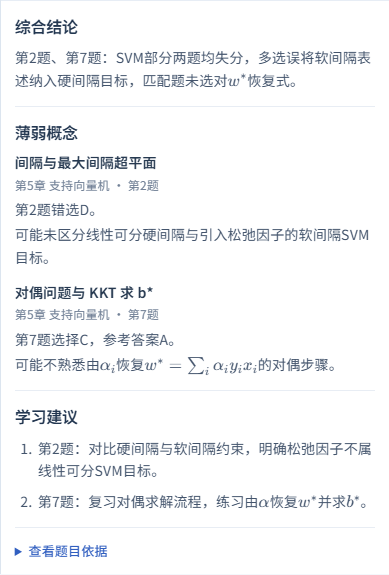 综合结论
第2题、第7题：SVM部分两题均失分，多选误将软间隔表
述纳入硬间隔目标，匹配题未选对w*恢复式。
薄弱概念
间隔与最大间隔超平面
第5章 支持向量机 · 第2题
第2题错选D。
可能未区分线性可分硬间隔与引入松弛因子的软间隔SVM
目标。
对偶问题与 KKT 求 b*
第5章 支持向量机 · 第7题
第7题选择C，参考答案A。
可能不熟悉由αᵢ恢复w* = ∑ᵢ αᵢyᵢxᵢ的对偶步骤。
学习建议
1. 第2题：对比硬间隔与软间隔约束，明确松弛因子不属
线性可分SVM目标。
2. 第7题：复习对偶求解流程，练习由α恢复w*并求b*。
▶ 查看题目依据